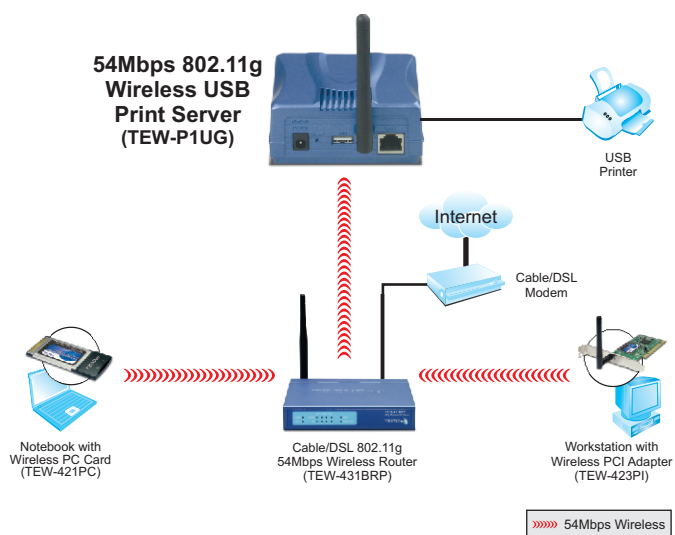 54Mbps 802.11g
Wireless USB
Print Server
(TEW-P1UG)
USB
Printer
Internet
Cable/DSL
Modem
Notebook with
Wireless PC Card
(TEW-421PC)
Cable/DSL 802.11g
54Mbps Wireless Router
(TEW-431BRP)
Workstation with
Wireless PCI Adapter
(TEW-423PI)
54Mbps Wireless